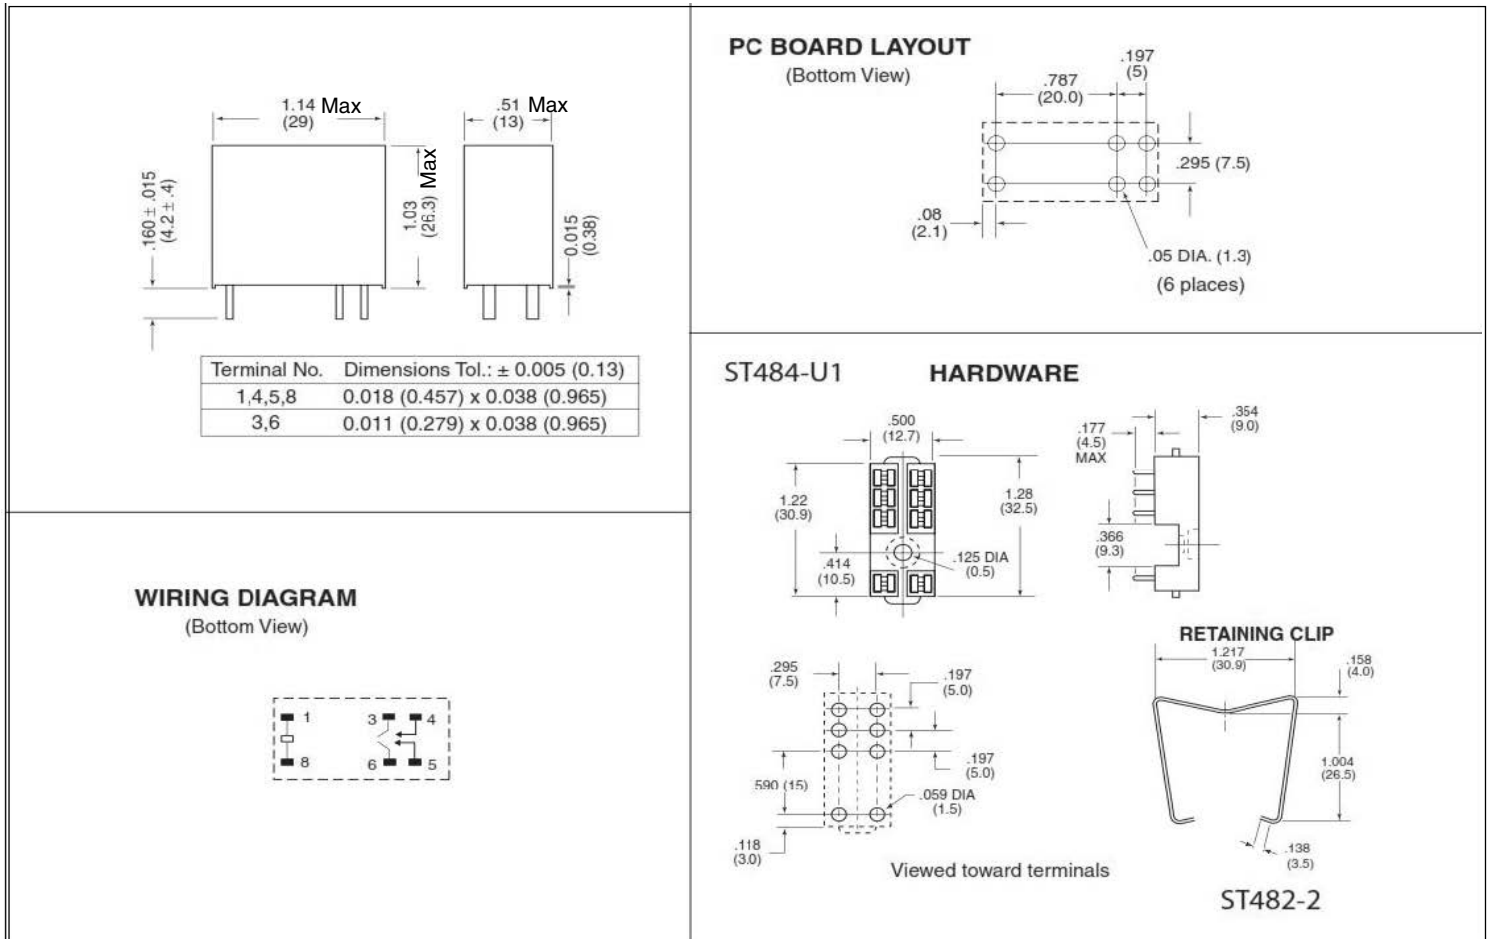 1.14 Max
(29)
.51 Max
(13)
.160 ± .015
(4.2 ± .4)
1.03
(26.3) Max
0.015
(0.38)
Terminal No. Dimensions Tol.: ± 0.005 (0.13)
1,4,5,8 0.018 (0.457) x 0.038 (0.965)
3,6 0.011 (0.279) x 0.038 (0.965)
WIRING DIAGRAM
(Bottom View)
1 3 4
8 6 5
PC BOARD LAYOUT
(Bottom View)
.787
(20.0)
.197
(5)
.295 (7.5)
.08
(2.1)
.05 DIA. (1.3)
(6 places)
ST484-U1 HARDWARE
.500
(12.7)
1.22
(30.9)
1.28
(32.5)
.414
(10.5)
.125 DIA
(0.5)
.177
(4.5)
MAX
.354
(9.0)
.366
(9.3)
.295
(7.5)
.197
(5.0)
.197
(5.0)
590 (15)
.059 DIA
(1.5)
.118
(3.0)
Viewed toward terminals
RETAINING CLIP
1.217
(30.9)
.158
(4.0)
1.004
(26.5)
.138
(3.5)
ST482-2